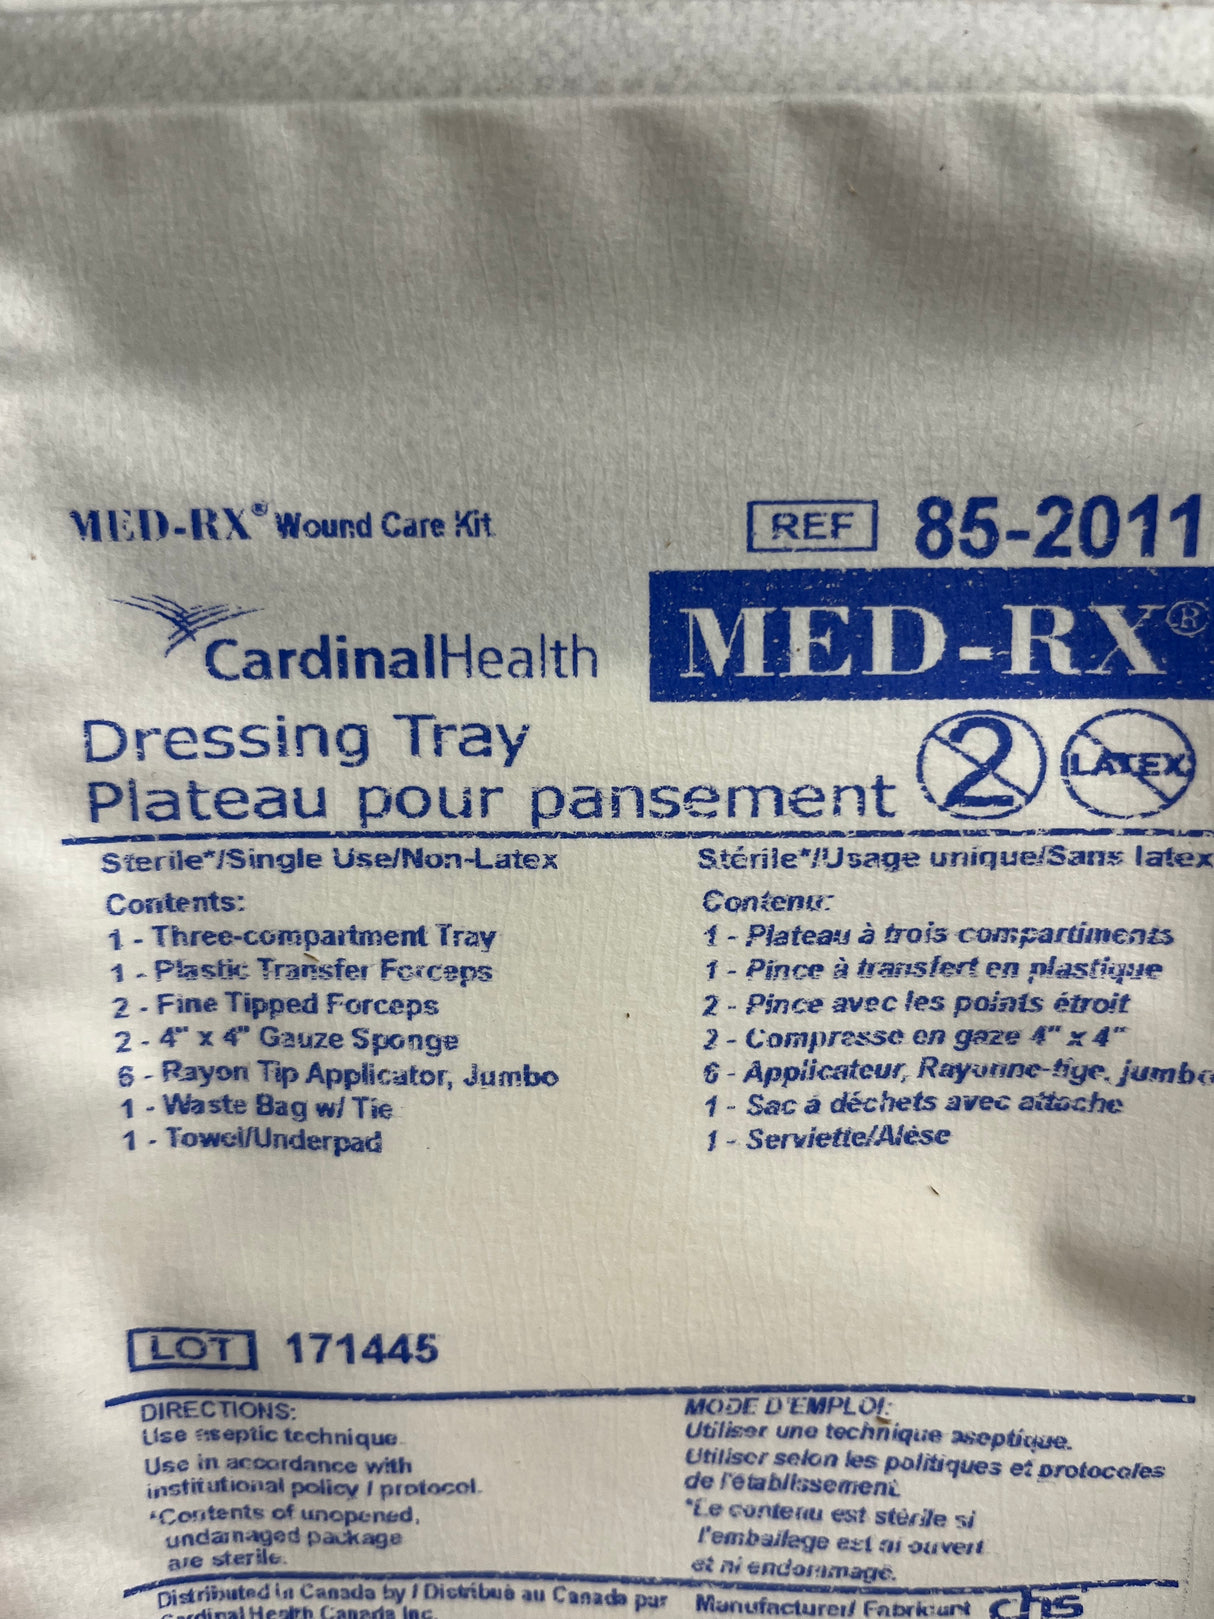 MED-RX® Wound Care Kit
REF 85-2011
CardinalHealth
MED-RX®
Dressing Tray
Plateau pour pansement
2
LATEX
Sterile*/Single Use/Non-Latex
Contents:
1 - Three-compartment Tray
1 - Plastic Transfer Forceps
2 - Fine Tipped Forceps
2 - 4" x 4" Gauze Sponge
6 - Rayon Tip Applicator, Jumbo
1 - Waste Bag w/ Tie
1 - Towel/Underpad
Stérile*/Usage unique/Sans latex
Contenu:
1 - Plateau à trois compartiments
1 - Pince à transfert en plastique
2 - Pince avec les points étroit
2 - Compresse en gaze 4" x 4"
6 - Applicateur, Rayonne-tige, jumbo
1 - Sac à déchets avec attache
1 - Serviette/Alèse
LOT 171445
DIRECTIONS:
Use aseptic technique.
Use in accordance with
institutional policy / protocol.
*Contents of unopened,
undamaged package
are sterile.
MODE D'EMPLOI:
Utiliser une technique aseptique.
Utiliser selon les politiques et protocoles
de l'établissement.
*Le contenu est stérile si
l'emballage est ni ouvert
et ni endommagé.
Distributed in Canada by / Distribué au Canada par
Cardinal Health Canada Inc.
Manufacturer/ Fabricant
chs